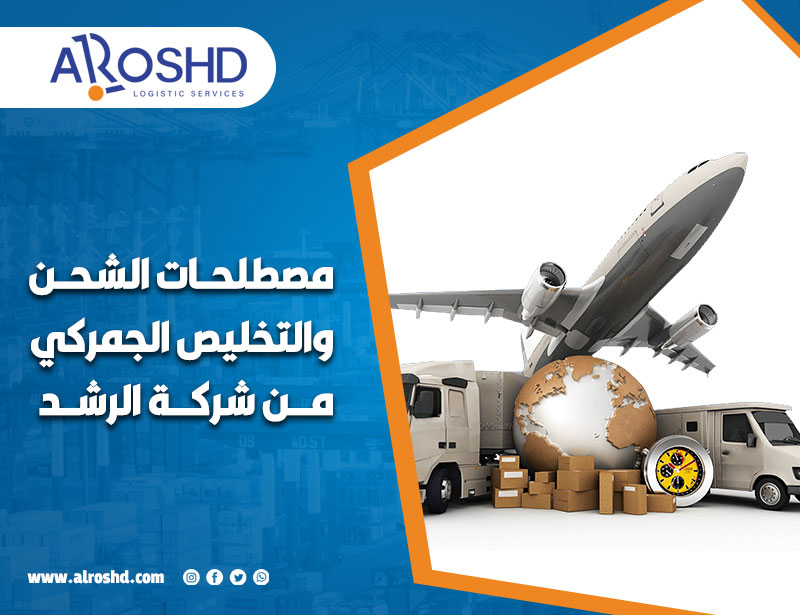 ALROSHD
LOGISTIC SERVICES
مصطلحات الشحن
والتخليص الجمركي
من شركة الرشد
www.alroshd.com